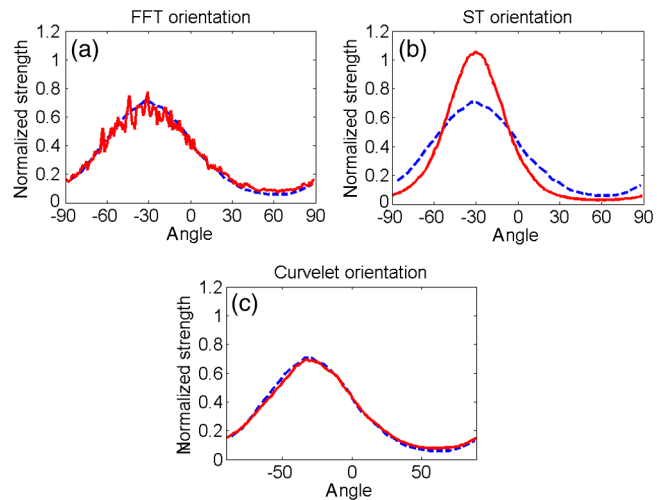 FFT orientation
(a)
Normalized strength
1.2
1
0.8
0.6
0.4
0.2
0
-90 -60 -30 0 30 60 90
Angle
ST orientation
(b)
Normalized strength
1.2
1
0.8
0.6
0.4
0.2
0
-90 -60 -30 0 30 60 90
Angle
Curvelet orientation
(c)
Normalized strength
1.2
1
0.8
0.6
0.4
0.2
0
-50 0 50
Angle